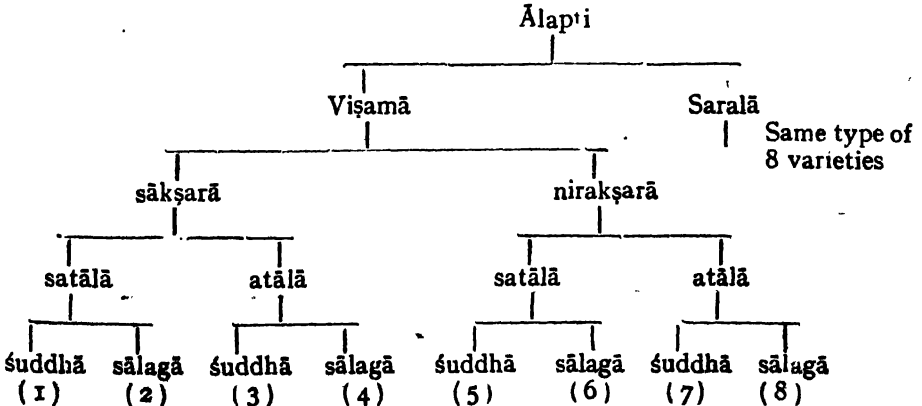 Ālapti
Viṣamā Saralā
Same type of
8 varieties
sākṣarā nirakṣarā
satālā atālā satālā atālā
śuddhā sālagā śuddhā sālagā śuddhā sālagā śuddhā sālagā
(1) (2) (3) (4) (5) (6) (7) (8)